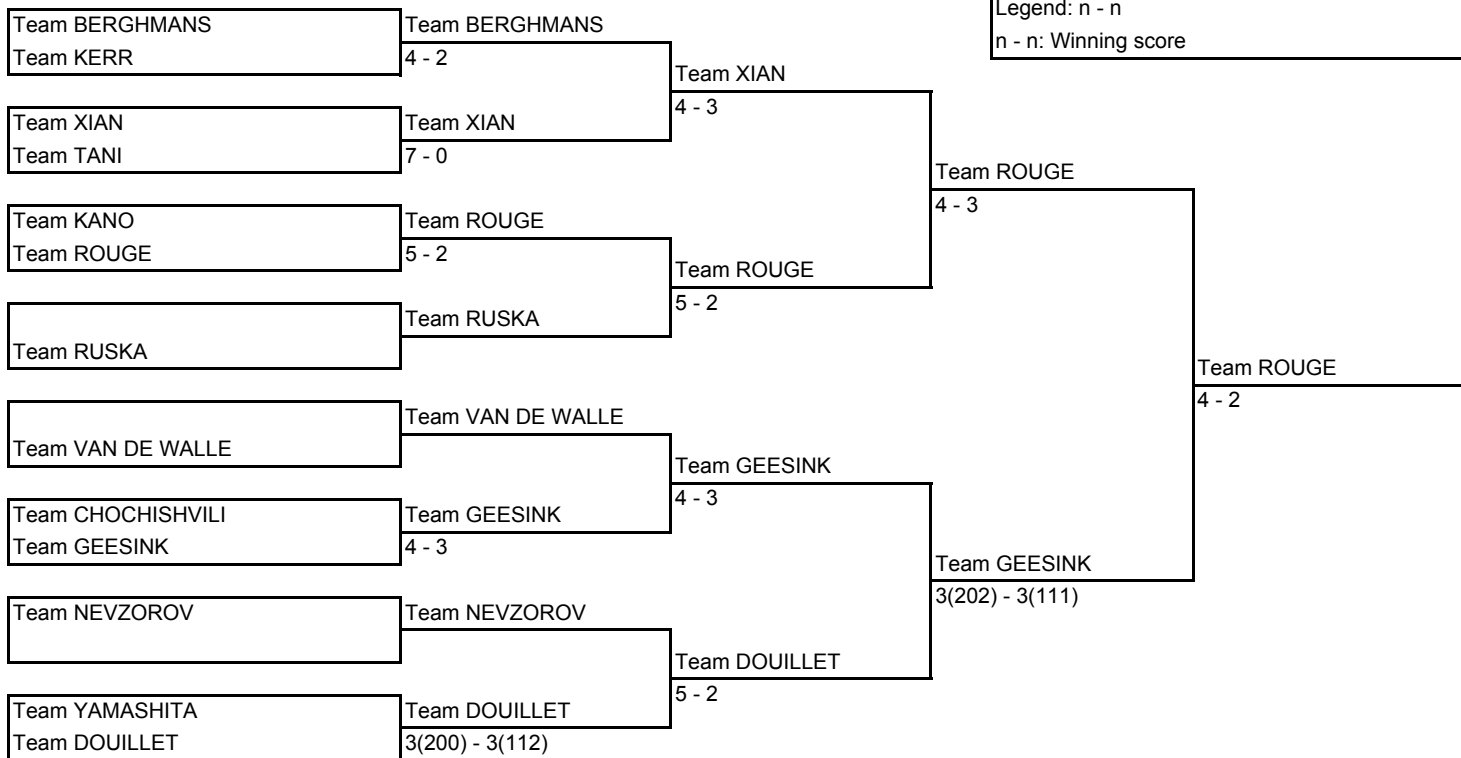 Legend: n - n
n - n: Winning score
Team BERGHMANS
Team KERR
Team XIAN
Team TANI
Team KANO
Team ROUGE
Team RUSKA
Team VAN DE WALLE
Team CHOCHISHVILI
Team GEESINK
Team NEVZOROV
Team YAMASHITA
Team DOUILLET
Team BERGHMANS
4 - 2
Team XIAN
7 - 0
Team ROUGE
5 - 2
Team RUSKA
Team VAN DE WALLE
Team GEESINK
4 - 3
Team NEVZOROV
Team DOUILLET
3(200) - 3(112)
Team XIAN
4 - 3
Team ROUGE
5 - 2
Team GEESINK
4 - 3
Team DOUILLET
5 - 2
Team ROUGE
4 - 3
Team GEESINK
3(202) - 3(111)
Team ROUGE
4 - 2